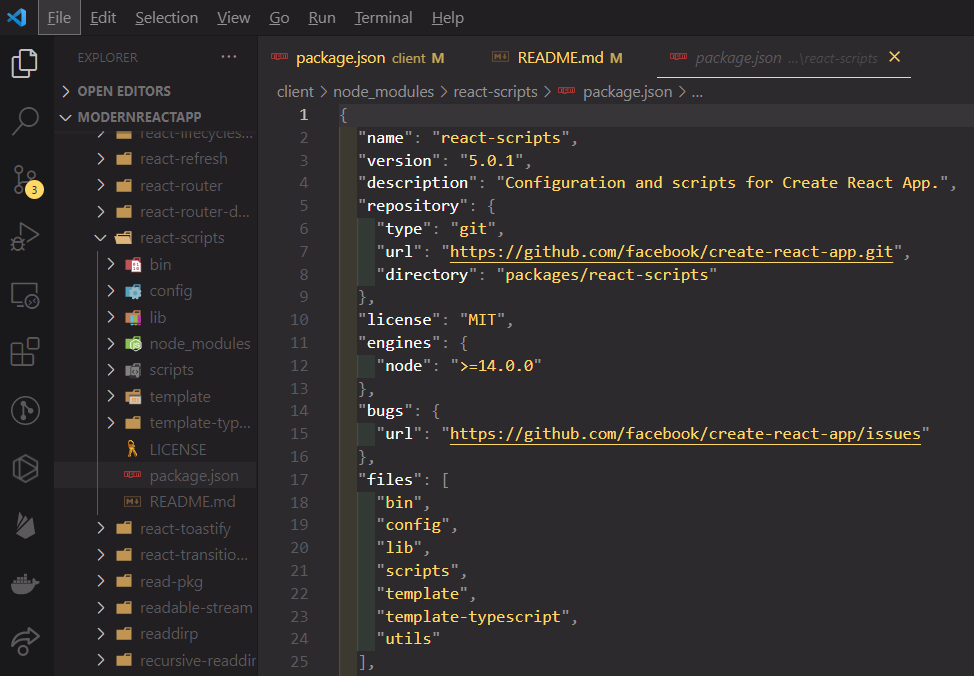 File Edit Selection View Go Run Terminal Help
EXPLORER ...
package.json client M README.md M package.json ...\react-scripts
OPEN EDITORS
MODERNREACTAPP
react-lifecycles...
react-refresh
react-router
react-router-d...
react-scripts
bin
config
lib
node_modules
scripts
template
template-typ...
LICENSE
package.json
README.md
react-toastify
react-transitio...
read-pkg
readable-stream
readdirp
recursive-readdir
3
client > node_modules > react-scripts > package.json > ...
1 {
2 "name": "react-scripts",
3 "version": "5.0.1",
4 "description": "Configuration and scripts for Create React App.",
5 "repository": {
6 "type": "git",
7 "url": "https://github.com/facebook/create-react-app.git",
8 "directory": "packages/react-scripts"
9 },
10 "license": "MIT",
11 "engines": {
12 "node": ">=14.0.0"
13 },
14 "bugs": {
15 "url": "https://github.com/facebook/create-react-app/issues"
16 },
17 "files": [
18 "bin",
19 "config",
20 "lib",
21 "scripts",
22 "template",
23 "template-typescript",
24 "utils"
25 ],